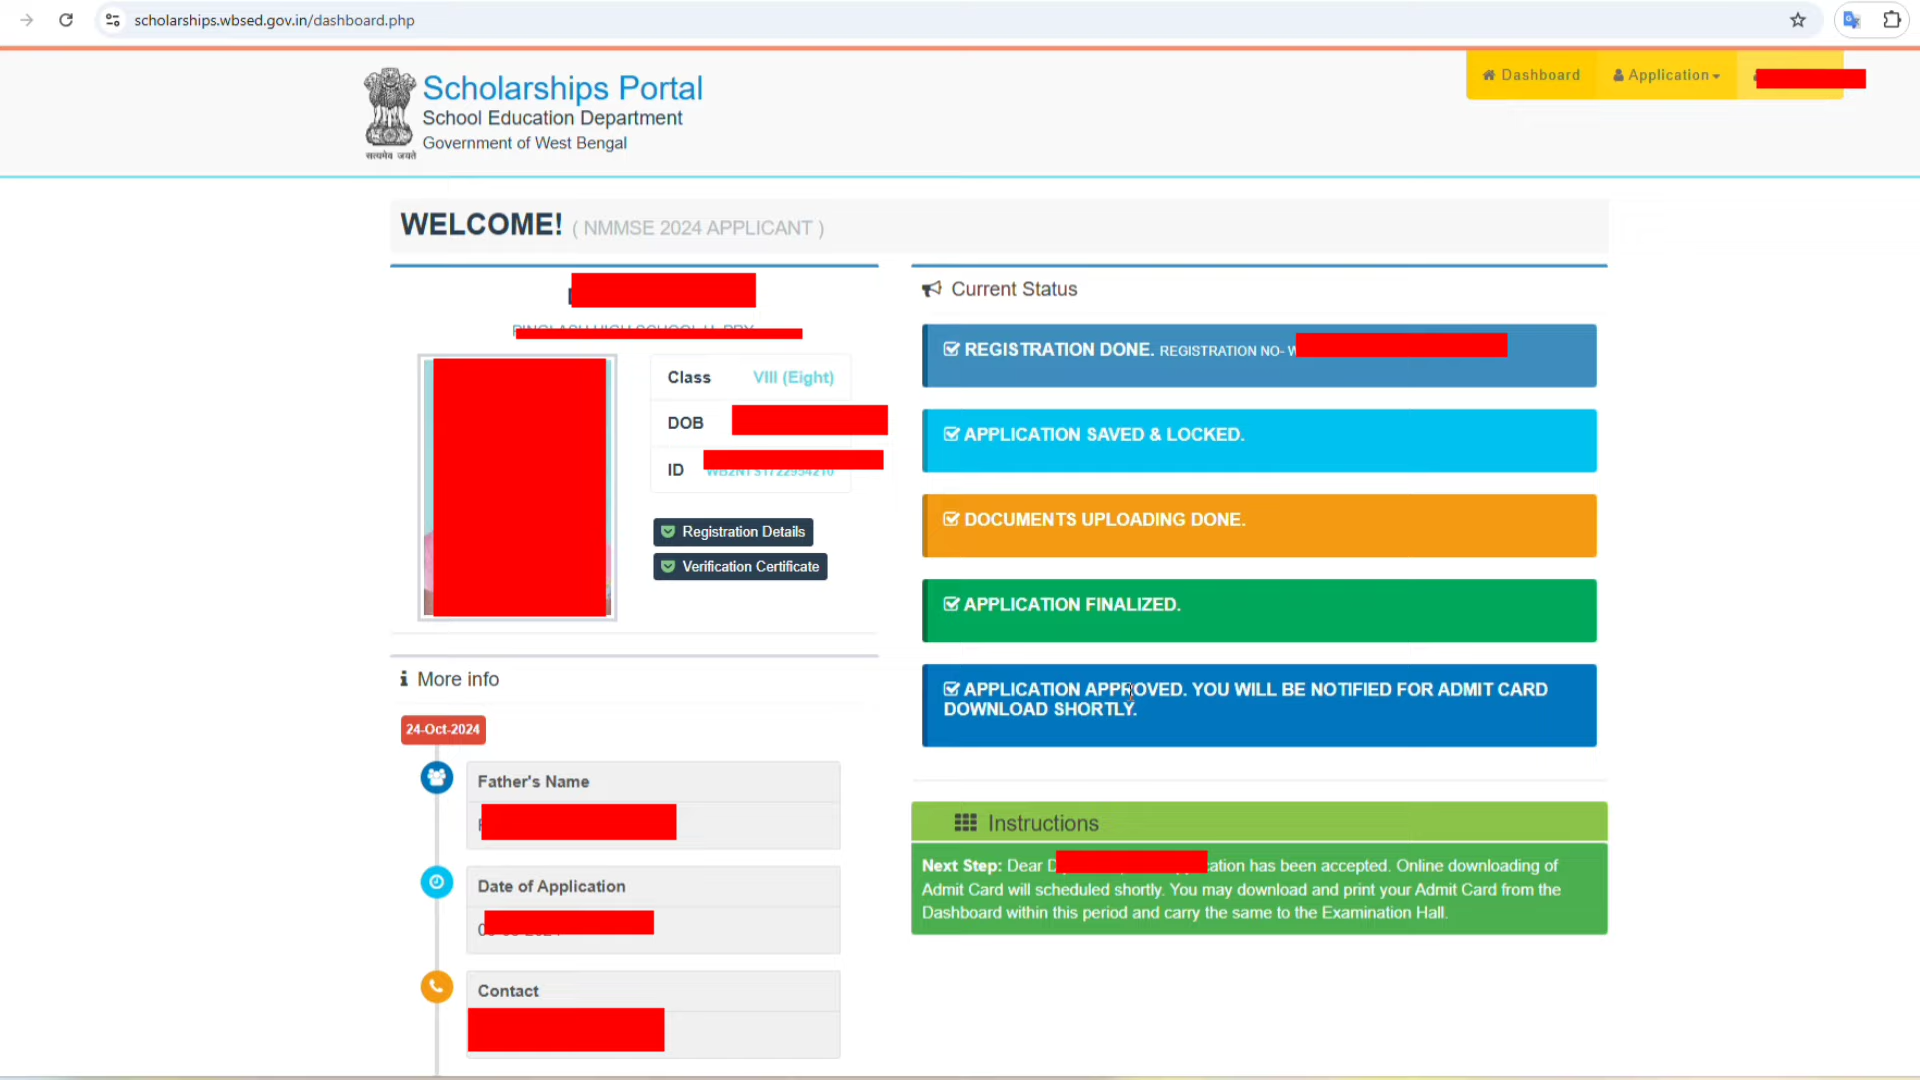 scholarships.wbsed.gov.in/dashboard.php
Scholarships Portal
School Education Department
Government of West Bengal
सत्यमेव जयते
Dashboard
Application
WELCOME! ( NMMSE 2024 APPLICANT )
Class VIII (Eight)
DOB
ID
Registration Details
Verification Certificate
More info
24-Oct-2024
Father's Name
Date of Application
Contact
Current Status
REGISTRATION DONE. REGISTRATION NO- W
APPLICATION SAVED & LOCKED.
DOCUMENTS UPLOADING DONE.
APPLICATION FINALIZED.
APPLICATION APPROVED. YOU WILL BE NOTIFIED FOR ADMIT CARD
DOWNLOAD SHORTLY.
Instructions
Next Step: Dear D ation has been accepted. Online downloading of
Admit Card will scheduled shortly. You may download and print your Admit Card from the
Dashboard within this period and carry the same to the Examination Hall.